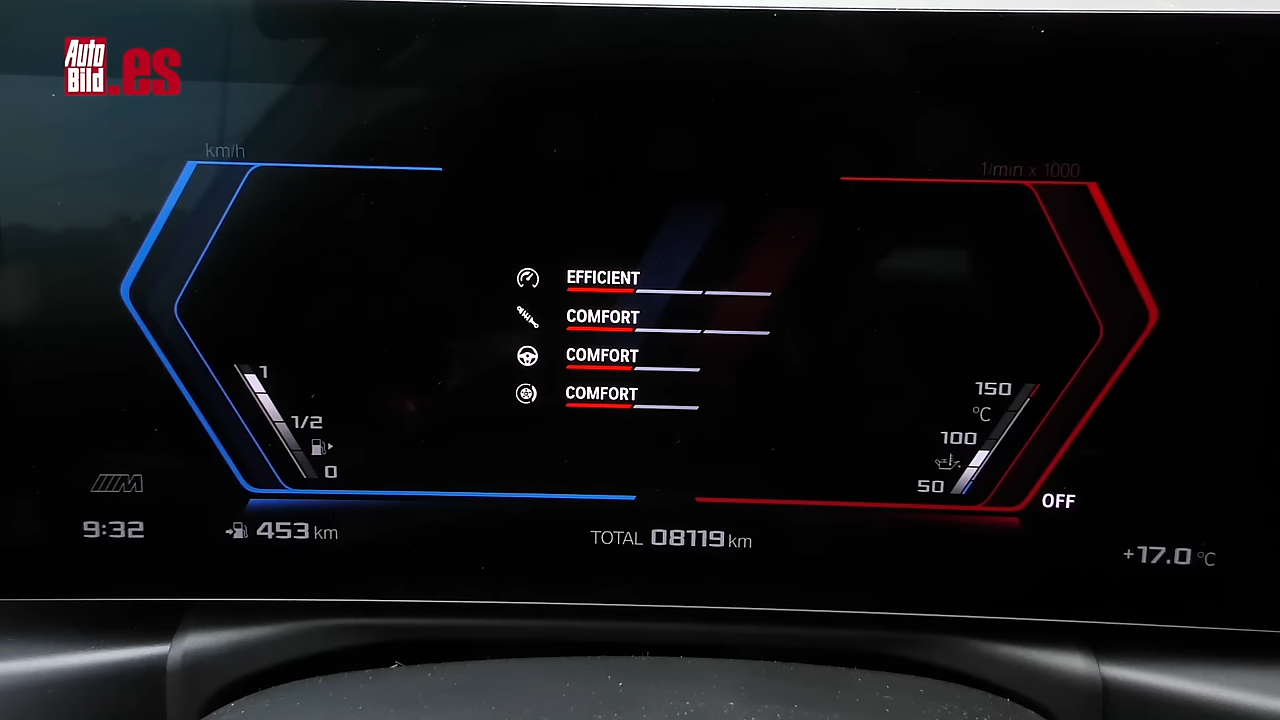 Auto
Bild
.es
km/h
1/min x 1000
EFFICIENT
COMFORT
COMFORT
COMFORT
1
1/2
0
150
°C
100
50
OFF
M
9:32
453 km
TOTAL 08119 km
+17.0 °C